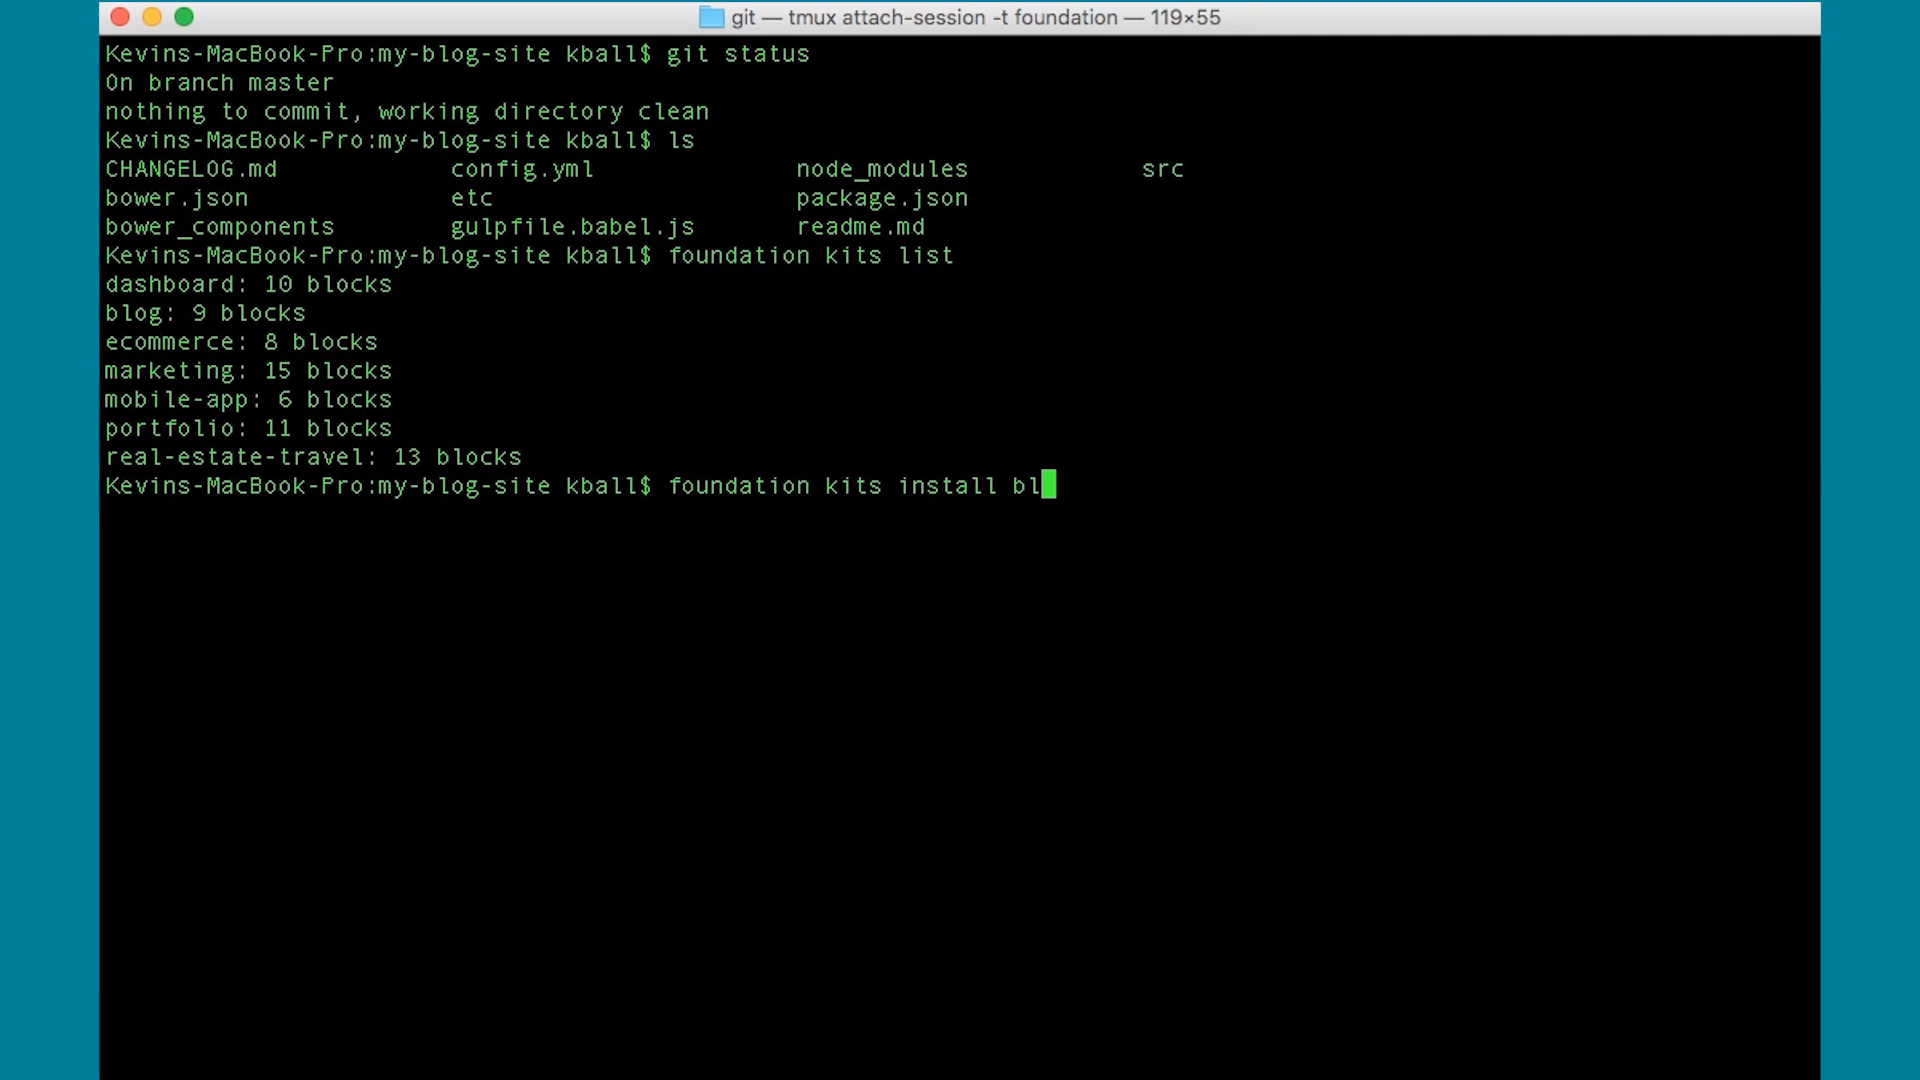 git — tmux attach-session -t foundation — 119×55
Kevins-MacBook-Pro:my-blog-site kball$ git status
On branch master
nothing to commit, working directory clean
Kevins-MacBook-Pro:my-blog-site kball$ ls
CHANGELOG.md config.yml node_modules src
bower.json etc package.json
bower_components gulpfile.babel.js readme.md
Kevins-MacBook-Pro:my-blog-site kball$ foundation kits list
dashboard: 10 blocks
blog: 9 blocks
ecommerce: 8 blocks
marketing: 15 blocks
mobile-app: 6 blocks
portfolio: 11 blocks
real-estate-travel: 13 blocks
Kevins-MacBook-Pro:my-blog-site kball$ foundation kits install bl